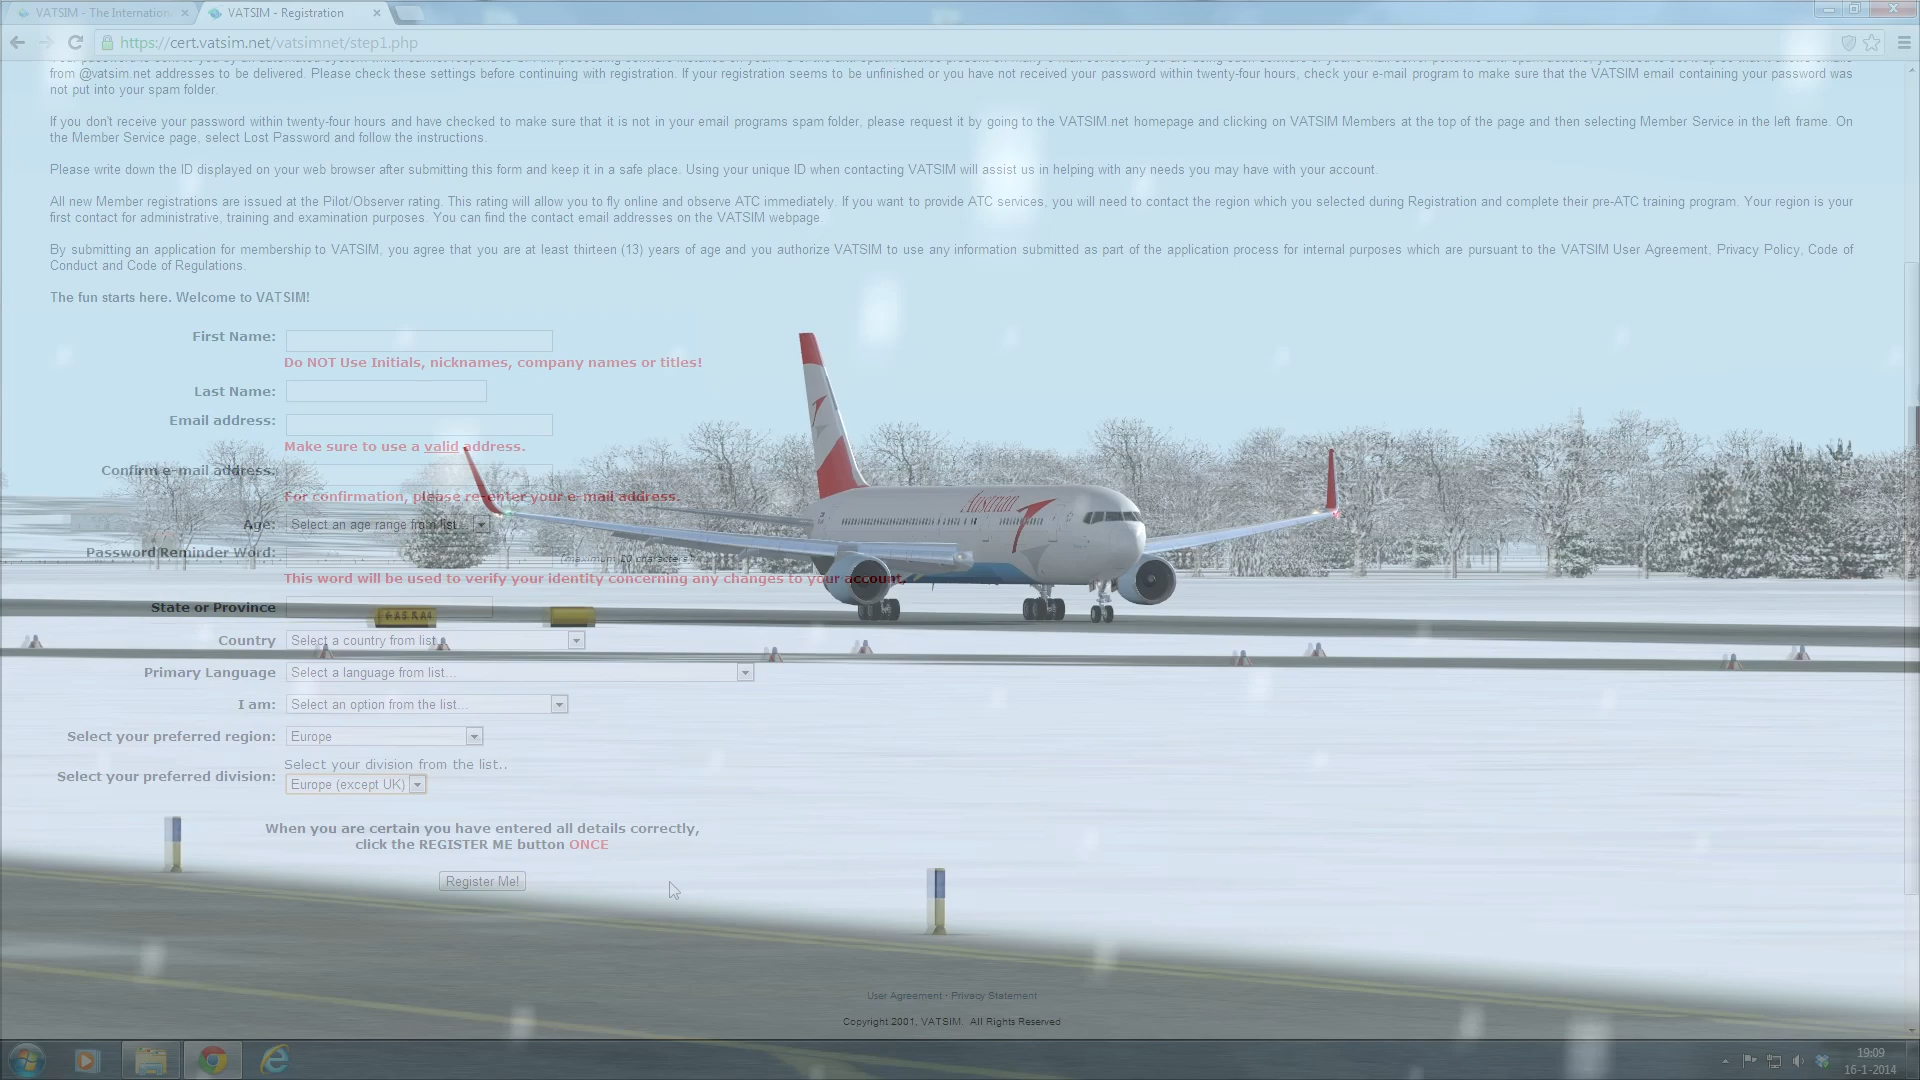 VATSIM - The Internation
VATSIM - Registration
https://cert.vatsim.net/vatsimnet/step1.php
from @vatsim.net addresses to be delivered. Please check these settings before continuing with registration. If your registration seems to be unfinished or you have not received your password within twenty-four hours, check your e-mail program to make sure that the VATSIM email containing your password was
not put into your spam folder.
If you don't receive your password within twenty-four hours and have checked to make sure that it is not in your email programs spam folder, please request it by going to the VATSIM.net homepage and clicking on VATSIM Members at the top of the page and then selecting Member Service in the left frame. On
the Member Service page, select Lost Password and follow the instructions.
Please write down the ID displayed on your web browser after submitting this form and keep it in a safe place. Using your unique ID when contacting VATSIM will assist us in helping with any needs you may have with your account.
All new Member registrations are issued at the Pilot/Observer rating. This rating will allow you to fly online and observe ATC immediately. If you want to provide ATC services, you will need to contact the region which you selected during Registration and complete their pre-ATC training program. Your region is your
first contact for administrative, training and examination purposes. You can find the contact email addresses on the VATSIM webpage.
By submitting an application for membership to VATSIM, you agree that you are at least thirteen (13) years of age and you authorize VATSIM to use any information submitted as part of the application process for internal purposes which are pursuant to the VATSIM User Agreement, Privacy Policy, Code of
Conduct and Code of Regulations.
The fun starts here. Welcome to VATSIM!
First Name:
Do NOT Use Initials, nicknames, company names or titles!
Last Name:
Email address:
Make sure to use a valid address.
Confirm e-mail address:
For confirmation, please re-enter your e-mail address.
Age: Select an age range from list...
Austrian
Password Reminder Word:
(maximum 20 characters)
This word will be used to verify your identity concerning any changes to your account.
State or Province
Country Select a country from list...
Primary Language Select a language from list...
I am: Select an option from the list...
Select your preferred region: Europe
Select your division from the list..
Select your preferred division: Europe (except UK)
When you are certain you have entered all details correctly,
click the REGISTER ME button ONCE
Register Me!
User Agreement · Privacy Statement
Copyright 2001, VATSIM. All Rights Reserved
19:09
16-1-2014